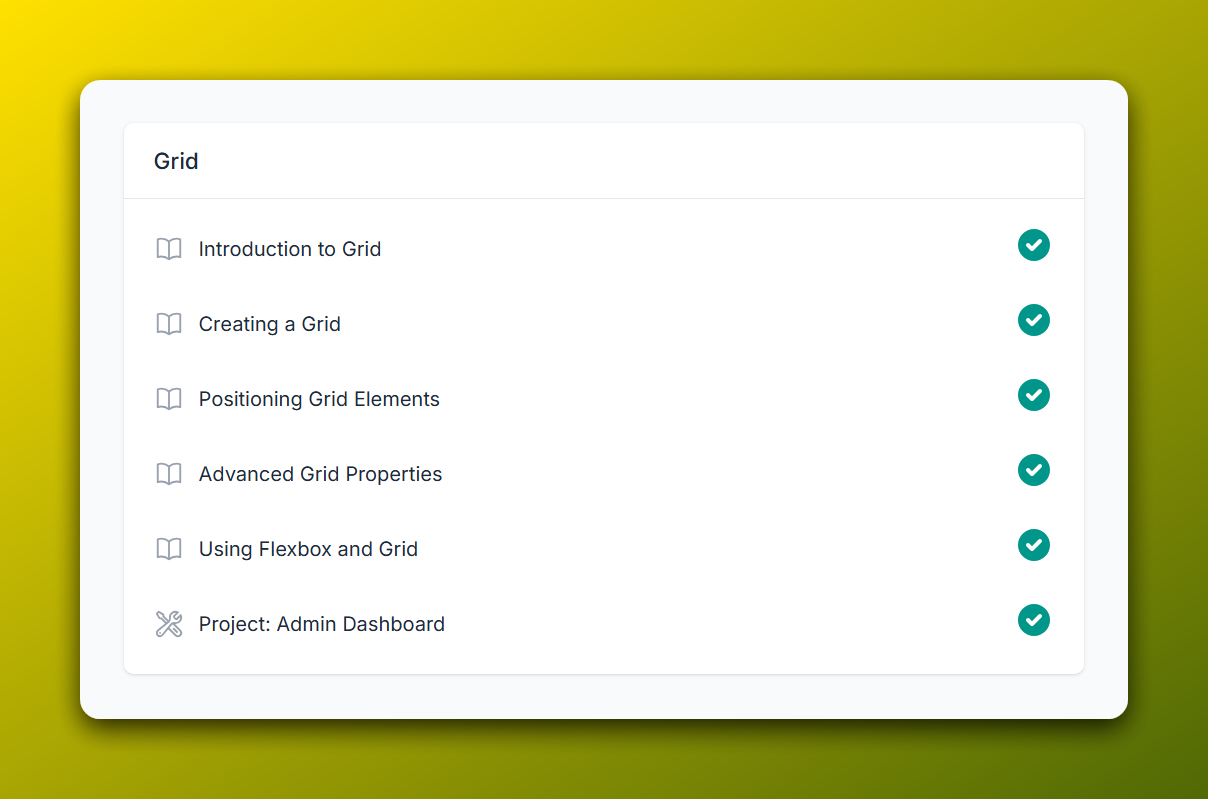 Grid
Introduction to Grid
Creating a Grid
Positioning Grid Elements
Advanced Grid Properties
Using Flexbox and Grid
Project: Admin Dashboard